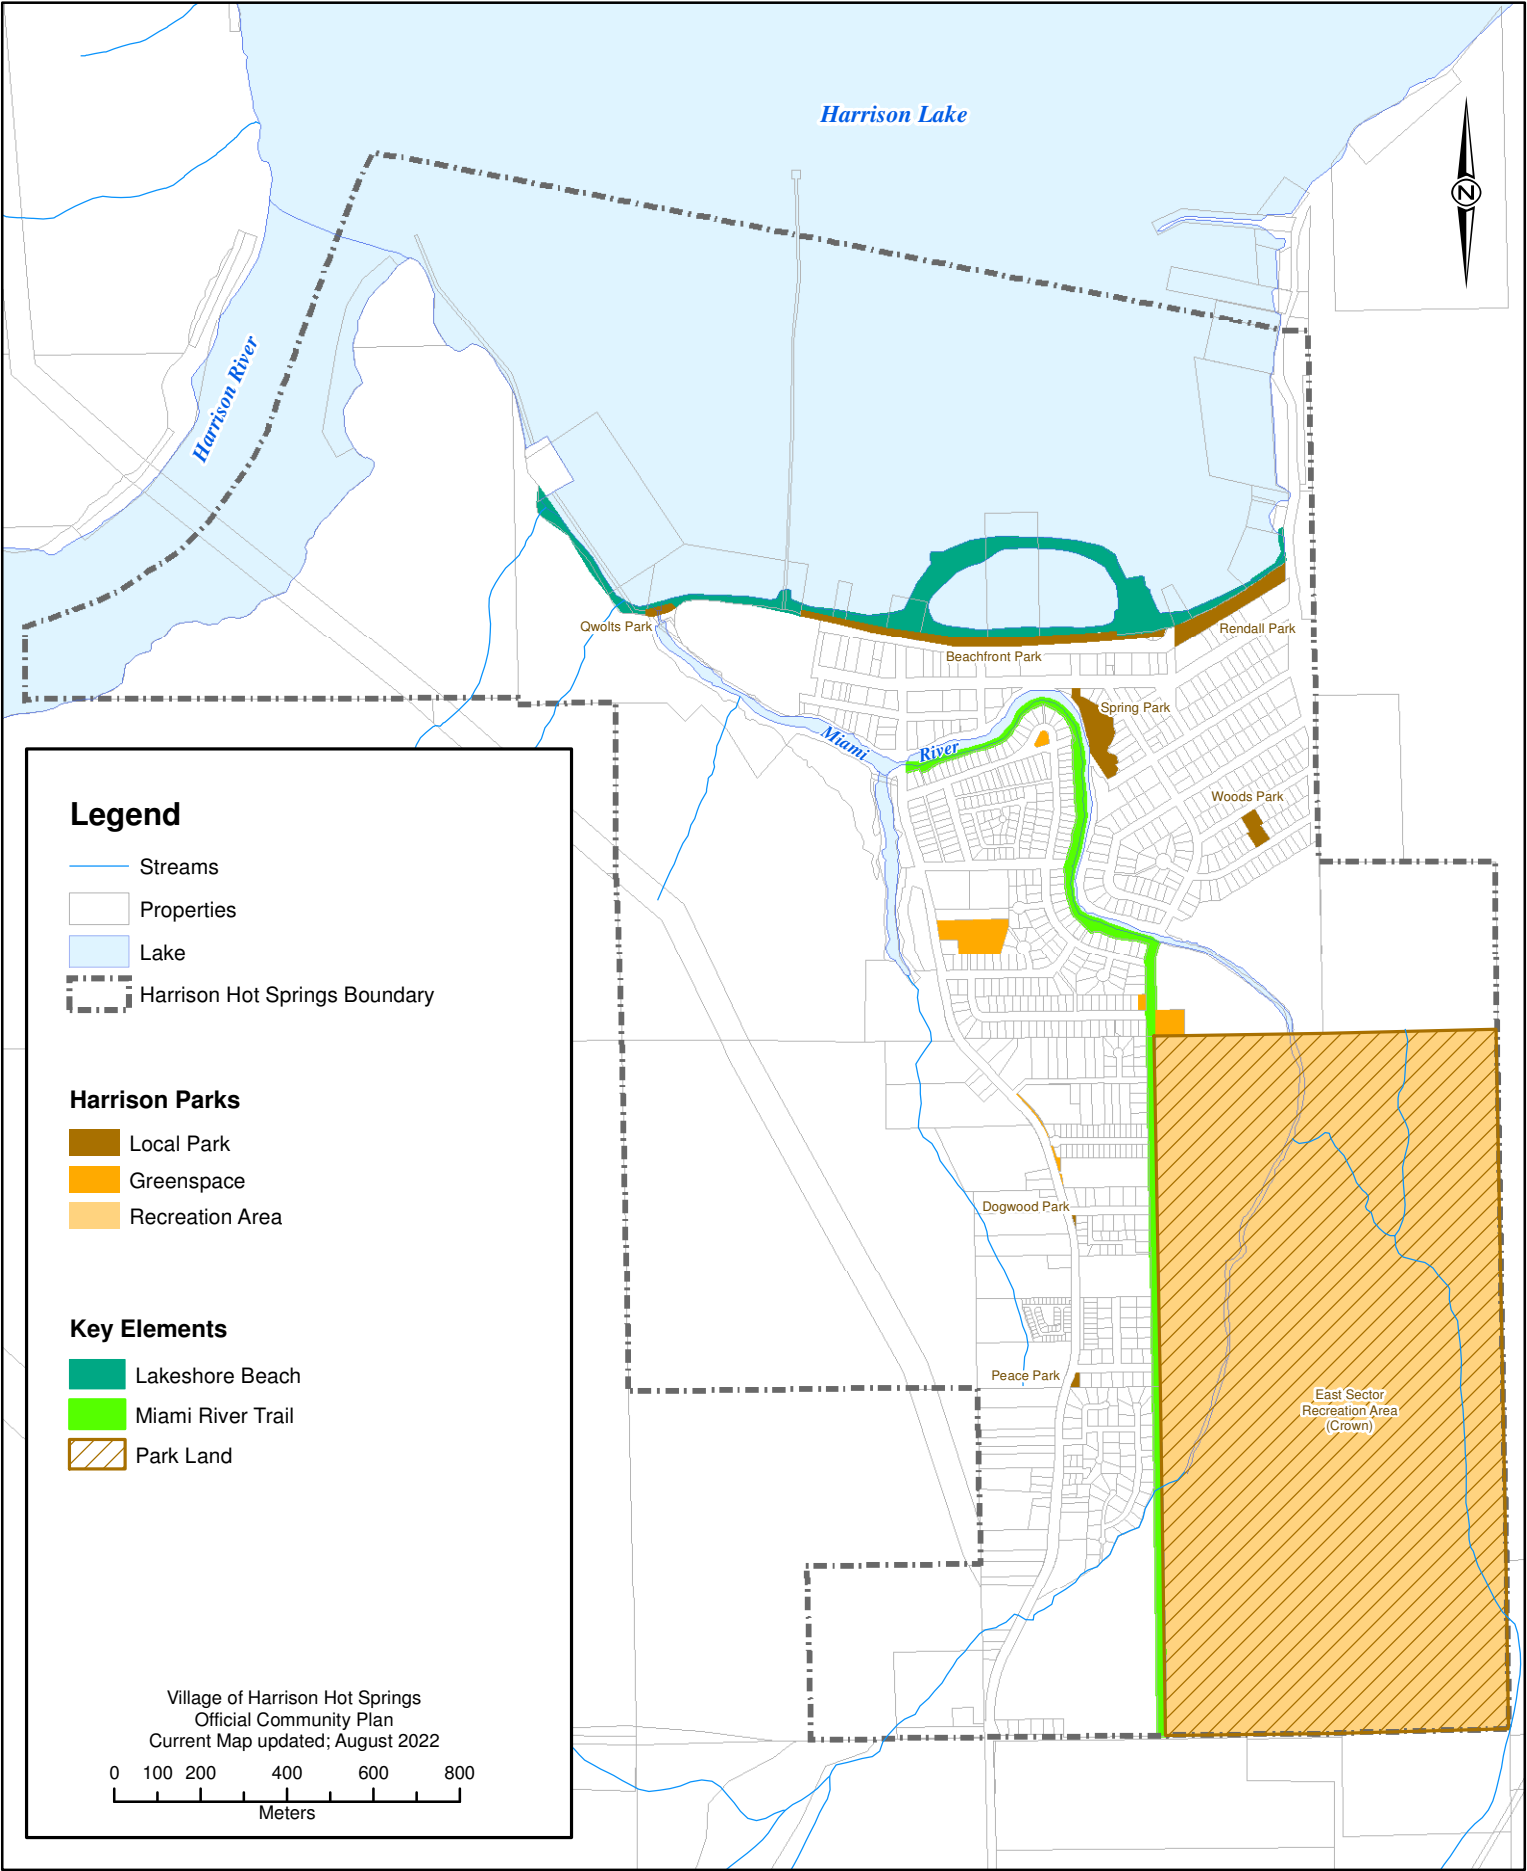 Harrison Lake
N
Harrison River
Qwolts Park
Beachfront Park
Rendall Park
Spring Park
Miami
River
Woods Park
Dogwood Park
Peace Park
East Sector
Recreation Area
(Crown)
Legend
Streams
Properties
Lake
Harrison Hot Springs Boundary
Harrison Parks
Local Park
Greenspace
Recreation Area
Key Elements
Lakeshore Beach
Miami River Trail
Park Land
Village of Harrison Hot Springs
Official Community Plan
Current Map updated; August 2022
0 100 200 400 600 800
Meters